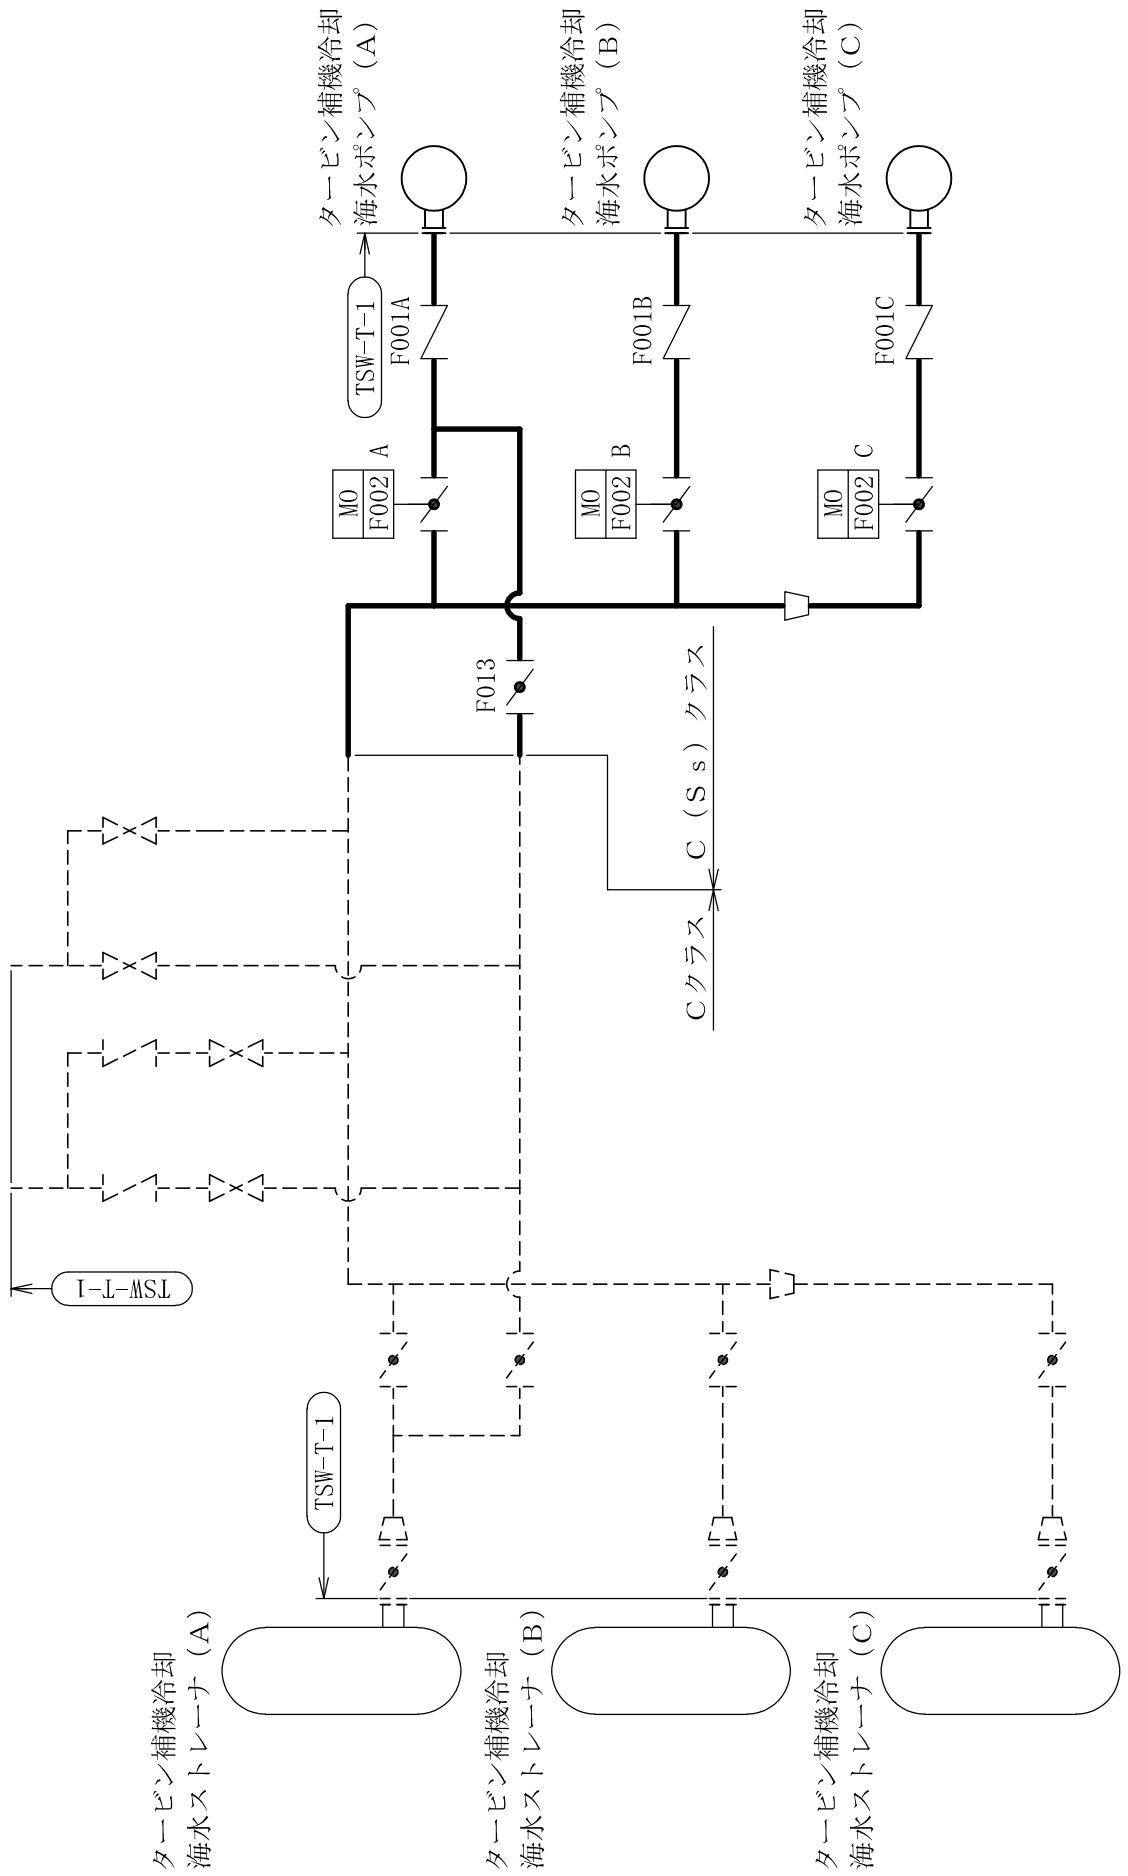 タービン補機冷却
海水ストレーナ（A）
タービン補機冷却
海水ストレーナ（B）
タービン補機冷却
海水ストレーナ（C）
TSW-T-1
TSW-T-1
Cクラス
C（Ss）クラス
F013
MO
F002
A
MO
F002
B
MO
F002
C
TSW-T-1
F001A
F001B
F001C
タービン補機冷却
海水ポンプ（A）
タービン補機冷却
海水ポンプ（B）
タービン補機冷却
海水ポンプ（C）